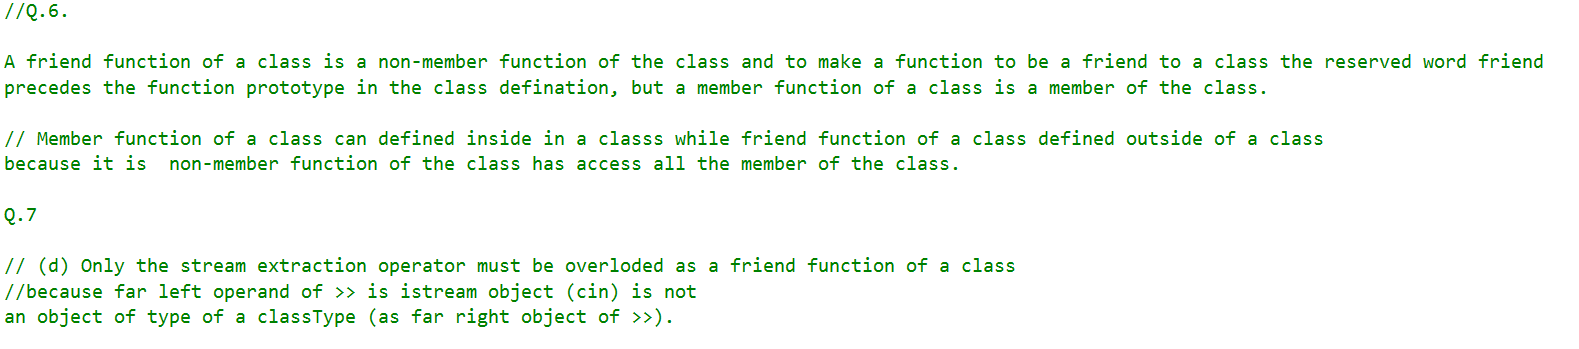 //Q.6.
A friend function of a class is a non-member function of the class and to make a function to be a friend to a class the reserved word friend
precedes the function prototype in the class defination, but a member function of a class is a member of the class.
// Member function of a class can defined inside in a classs while friend function of a class defined outside of a class
because it is  non-member function of the class has access all the member of the class.
Q.7
// (d) Only the stream extraction operator must be overloded as a friend function of a class
//because far left operand of >> is istream object (cin) is not
an object of type of a classType (as far right object of >>).